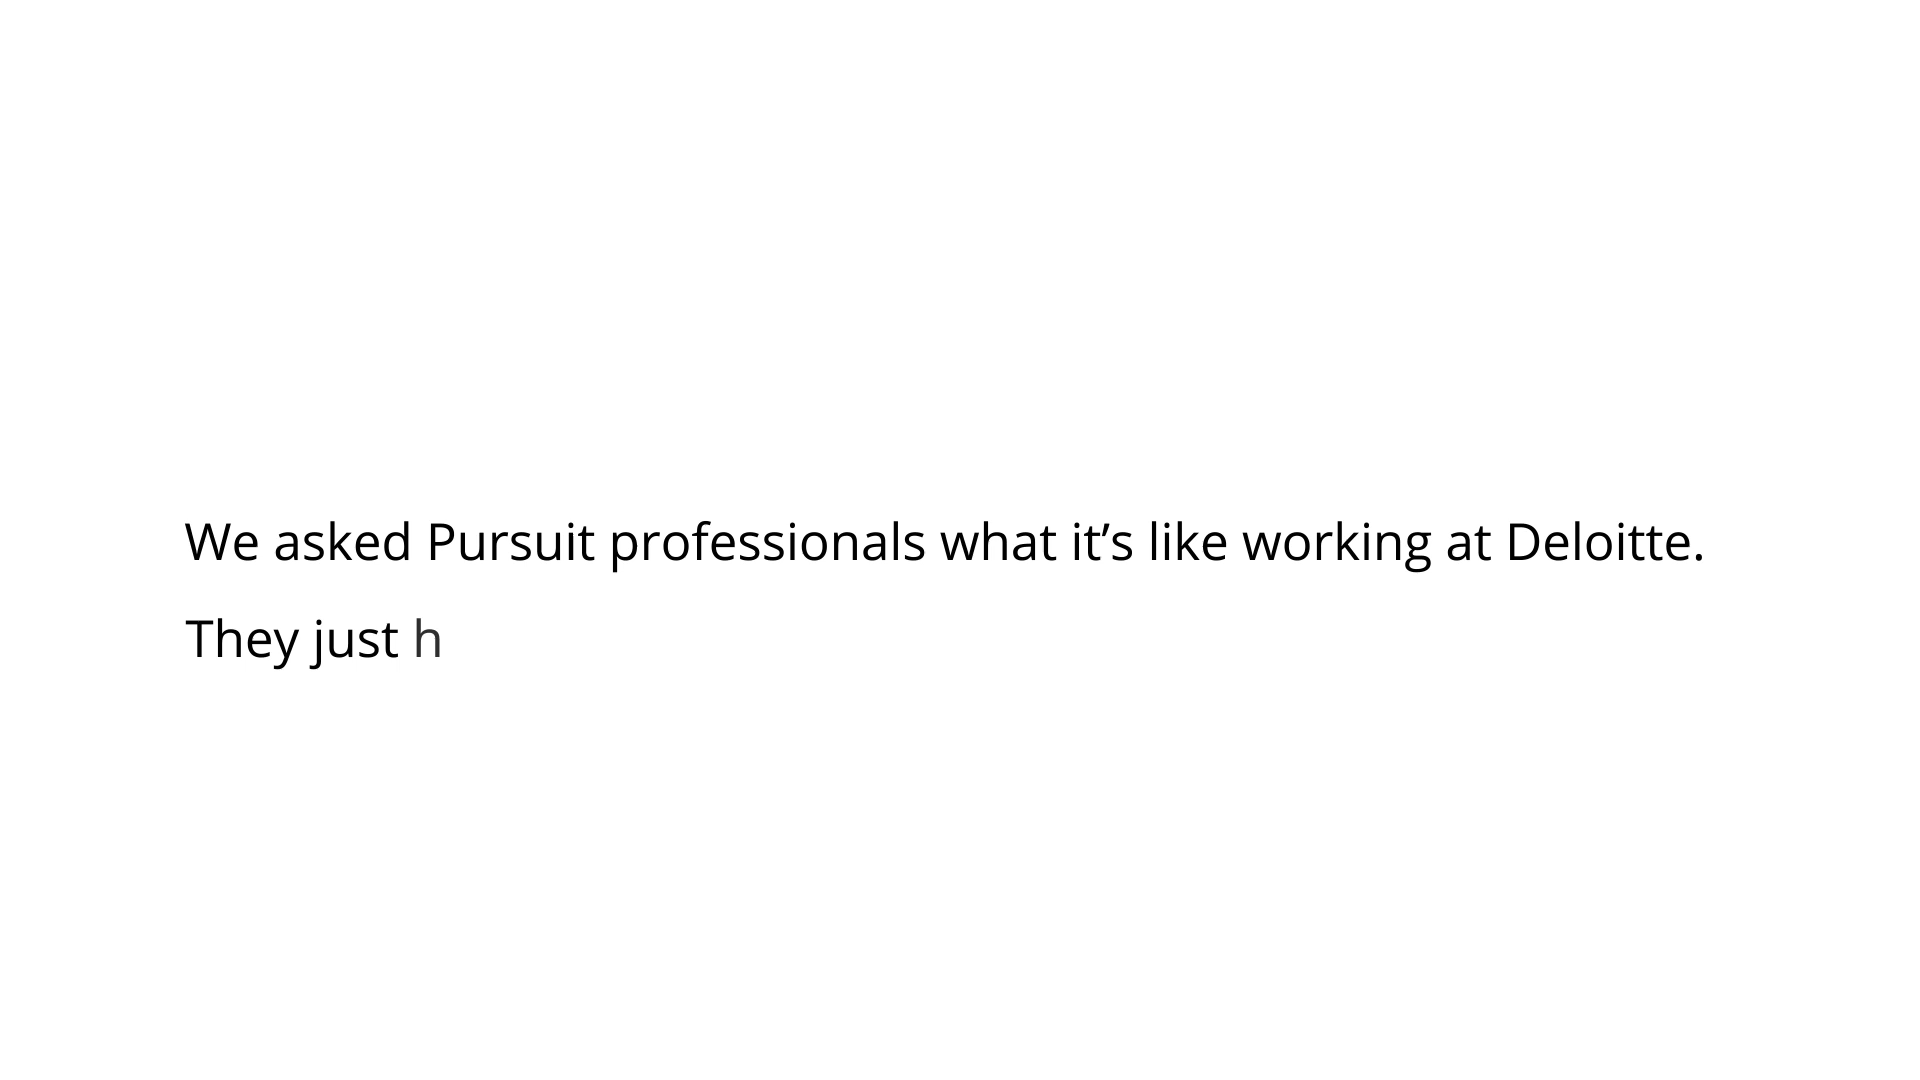 We asked Pursuit professionals what it’s like working at Deloitte.
They just h